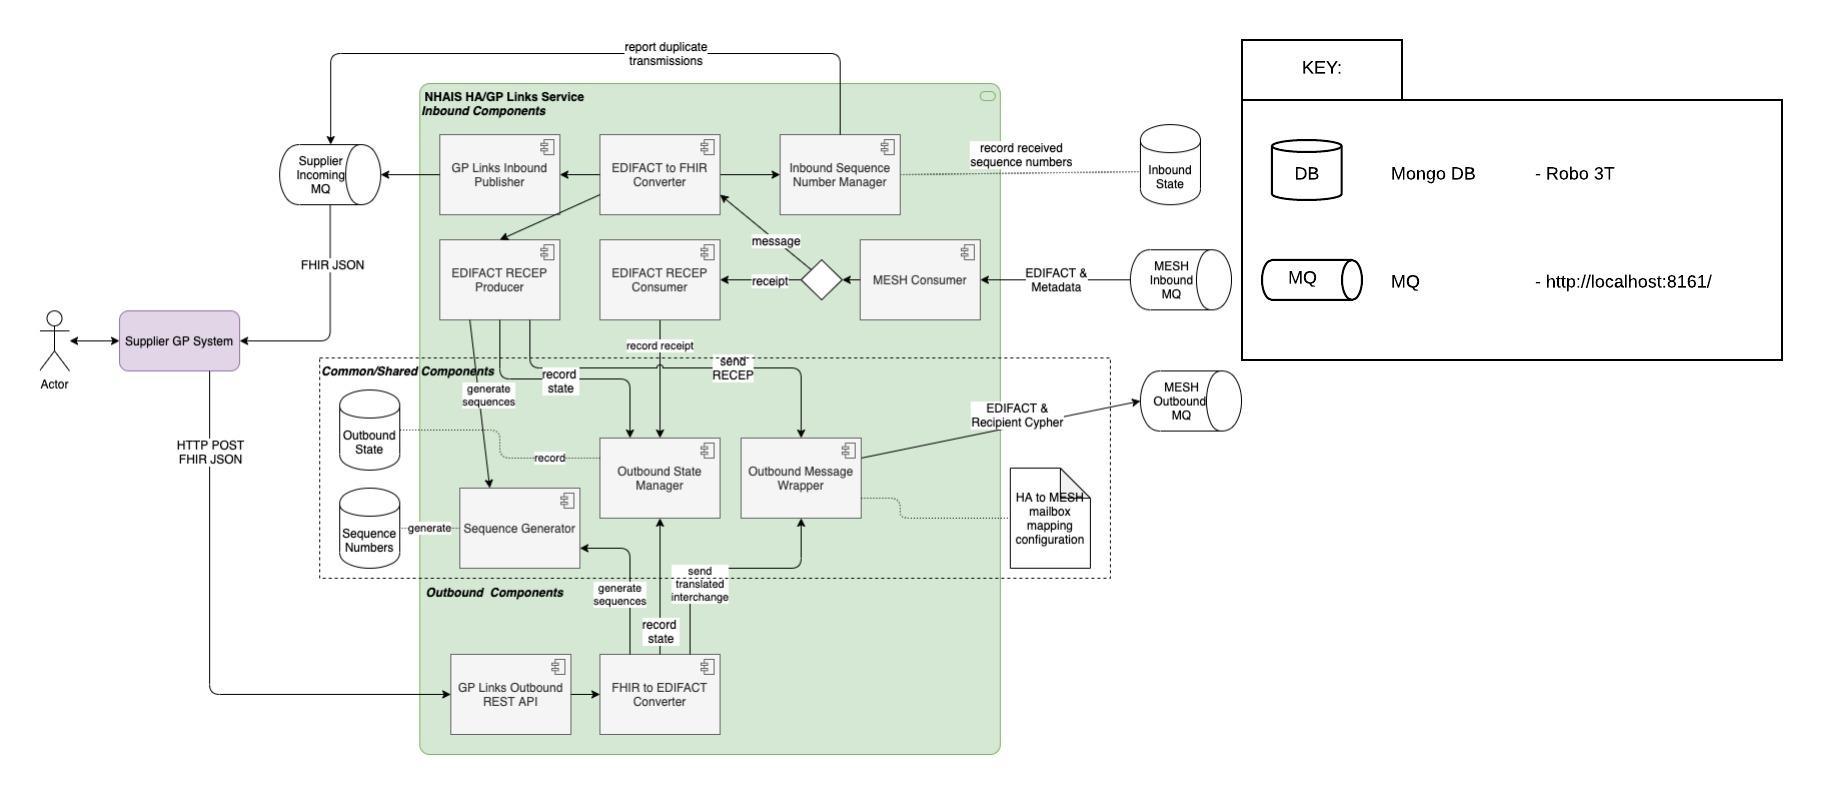 report duplicate
transmissions
KEY:
NHAIS HA/GP Links Service
Inbound Components
GP Links Inbound
Publisher
EDIFACT to FHIR
Converter
Inbound Sequence
Number Manager
record received
sequence numbers
Inbound
State
Supplier
Incoming
MQ
DB
Mongo DB
- Robo 3T
message
EDIFACT RECEP
Producer
EDIFACT RECEP
Consumer
receipt
MESH Consumer
EDIFACT &
Metadata
MESH
Inbound
MQ
MQ
MQ
- http://localhost:8161/
FHIR JSON
Supplier GP System
Actor
record receipt
send
RECEP
Common/Shared Components
record
state
generate
sequences
MESH
Outbound
MQ
EDIFACT &
Recipient Cypher
Outbound
State
record
Outbound State
Manager
Outbound Message
Wrapper
HTTP POST
FHIR JSON
HA to MESH
mailbox
mapping
configuration
Sequence
Numbers
generate
Sequence Generator
send
translated
interchange
generate
sequences
Outbound Components
record
state
GP Links Outbound
REST API
FHIR to EDIFACT
Converter